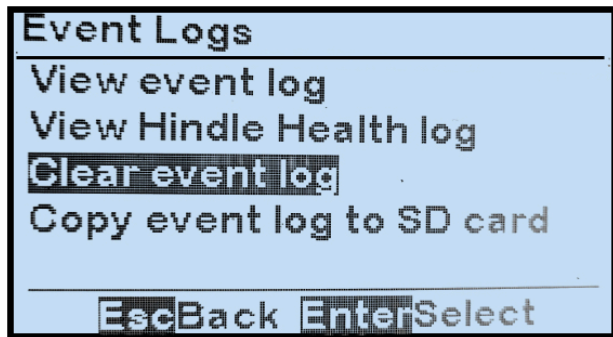 Event Logs
View event log
View Hindle Health log
Clear event log
Copy event log to SD card
EscBack EnterSelect